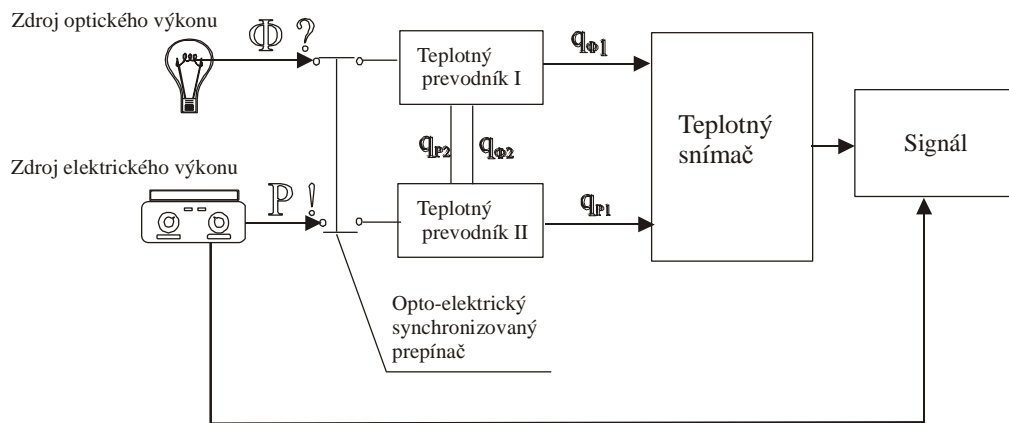 Zdroj optického výkonu
Φ ?
Teplotný
prevodník I
qΦ1
Teplotný
snímač
Signál
qP2
qΦ2
Zdroj elektrického výkonu
P !
Teplotný
prevodník II
qP1
Opto-elektrický
synchronizovaný
prepínač